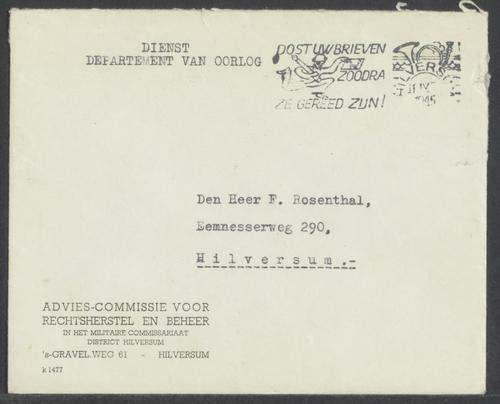 DIENST
DEPARTEMENT VAN OORLOG
POST UW BRIEVEN
ZOODRA
ZE GEREED ZIJN!
1945
Den Heer F. Rosenthal,
Eemnesserweg 290,
Hilversum.-
ADVIES-COMMISSIE VOOR
RECHTSHERSTEL EN BEHEER
IN HET MILITAIRE COMMISSARIAAT
DISTRICT HILVERSUM
's-GRAVEL.WEG 61 - HILVERSUM
k 1477